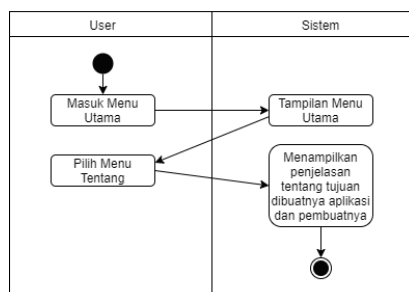 User
Sistem
Masuk Menu
Utama
Tampilan Menu
Utama
Pilih Menu
Tentang
Menampilkan
penjelasan
tentang tujuan
dibuatnya aplikasi
dan pembuatnya